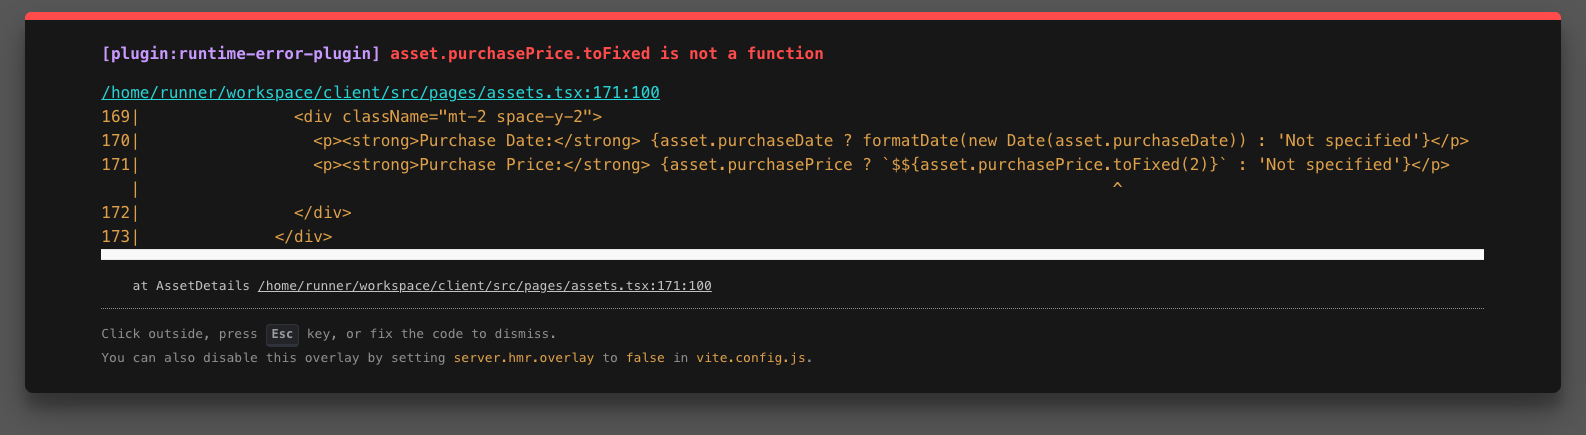 [plugin:runtime-error-plugin] asset.purchasePrice.toFixed is not a function
/home/runner/workspace/client/src/pages/assets.tsx:171:100
169|                <div className="mt-2 space-y-2">
170|                  <p><strong>Purchase Date:</strong> {asset.purchaseDate ? formatDate(new Date(asset.purchaseDate)) : 'Not specified'}</p>
171|                  <p><strong>Purchase Price:</strong> {asset.purchasePrice ? `$${asset.purchasePrice.toFixed(2)}` : 'Not specified'}</p>
   |                                                                                                     ^
172|                </div>
173|              </div>
at AssetDetails /home/runner/workspace/client/src/pages/assets.tsx:171:100
Click outside, press Esc key, or fix the code to dismiss.
You can also disable this overlay by setting server.hmr.overlay to false in vite.config.js.